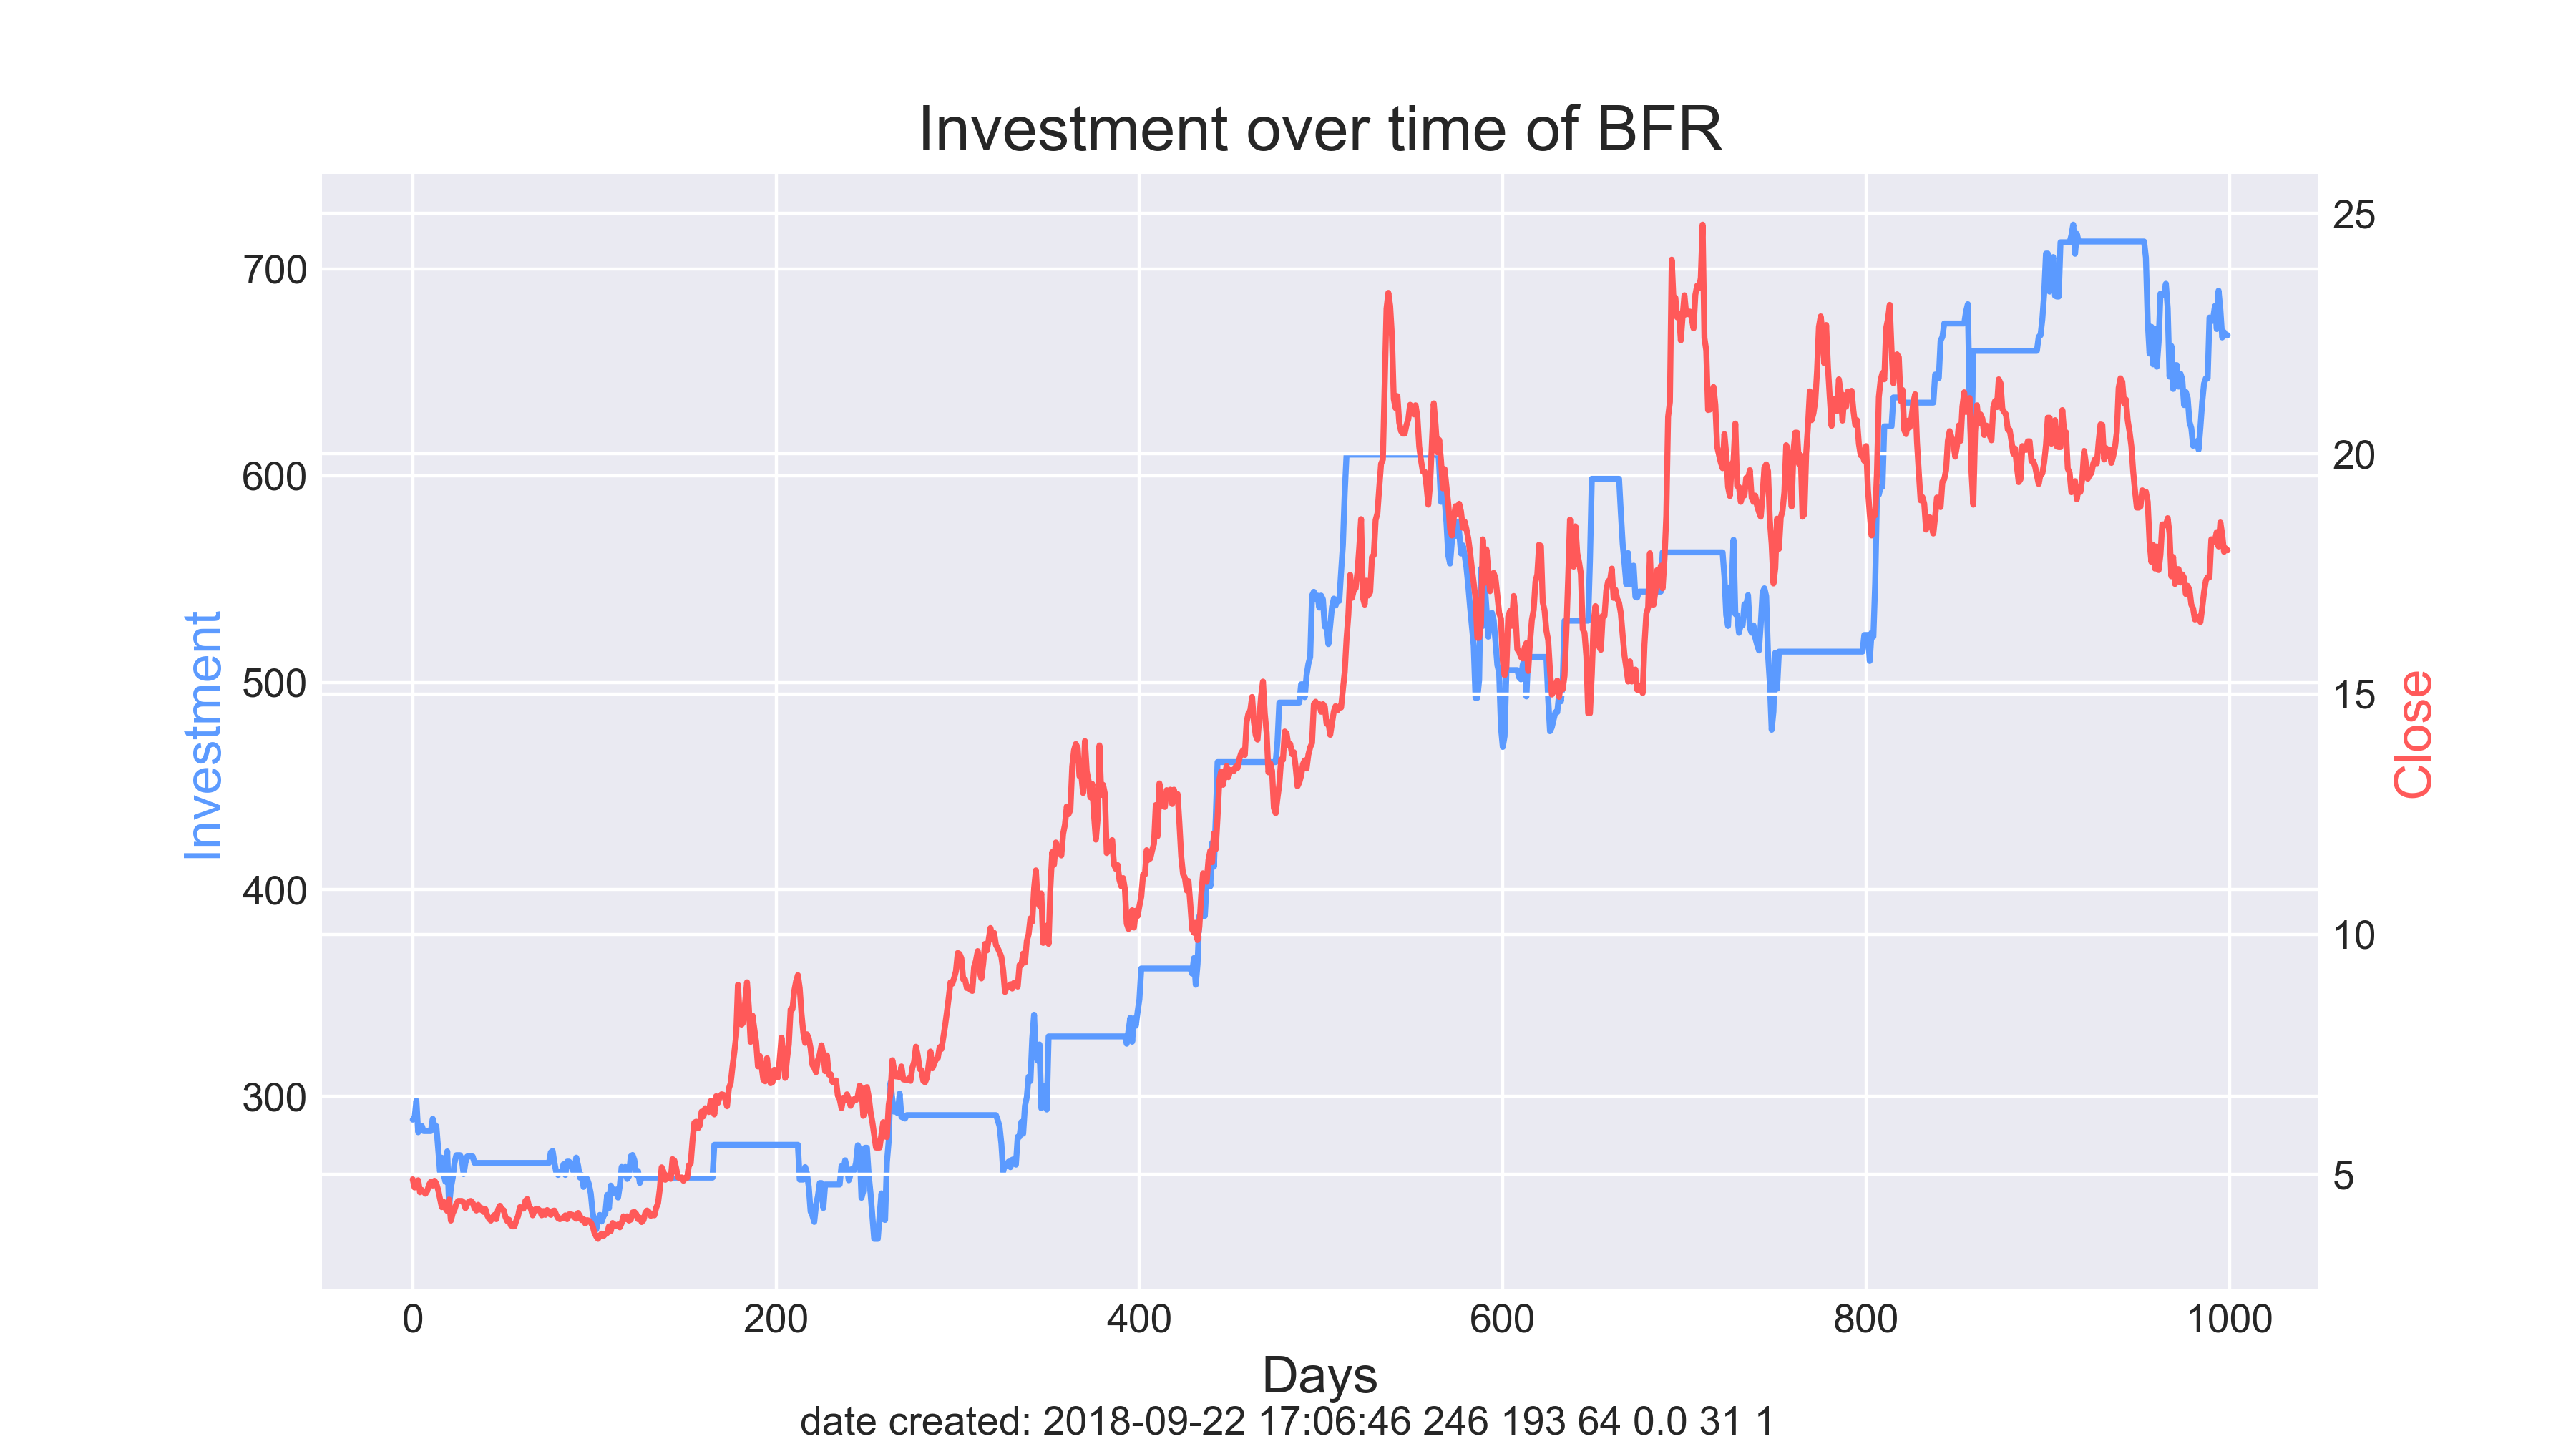 Investment over time of BFR
25
700
20
600
500
15
400
10
300
5
Investment
Close
0 200 400 600 800 1000
Days
date created: 2018-09-22 17:06:46 246 193 64 0.0 31 1